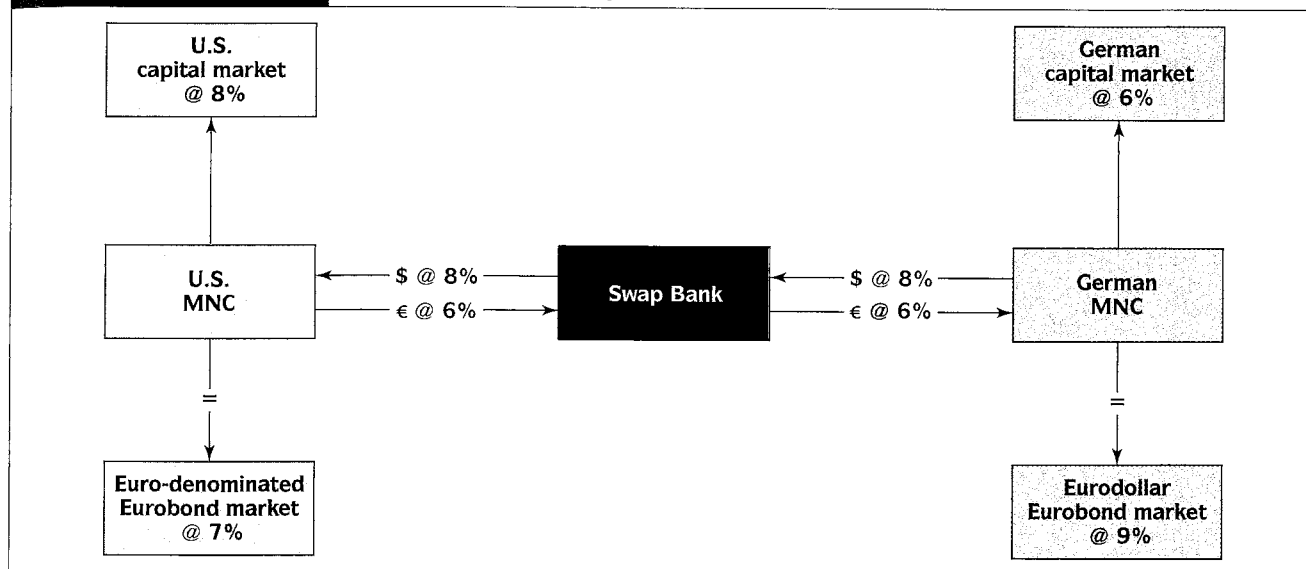 U.S.
capital market
@ 8%
German
capital market
@ 6%
U.S.
MNC
$ @ 8%
€ @ 6%
Swap Bank
$ @ 8%
€ @ 6%
German
MNC
=
=
Euro-denominated
Eurobond market
@ 7%
Eurodollar
Eurobond market
@ 9%